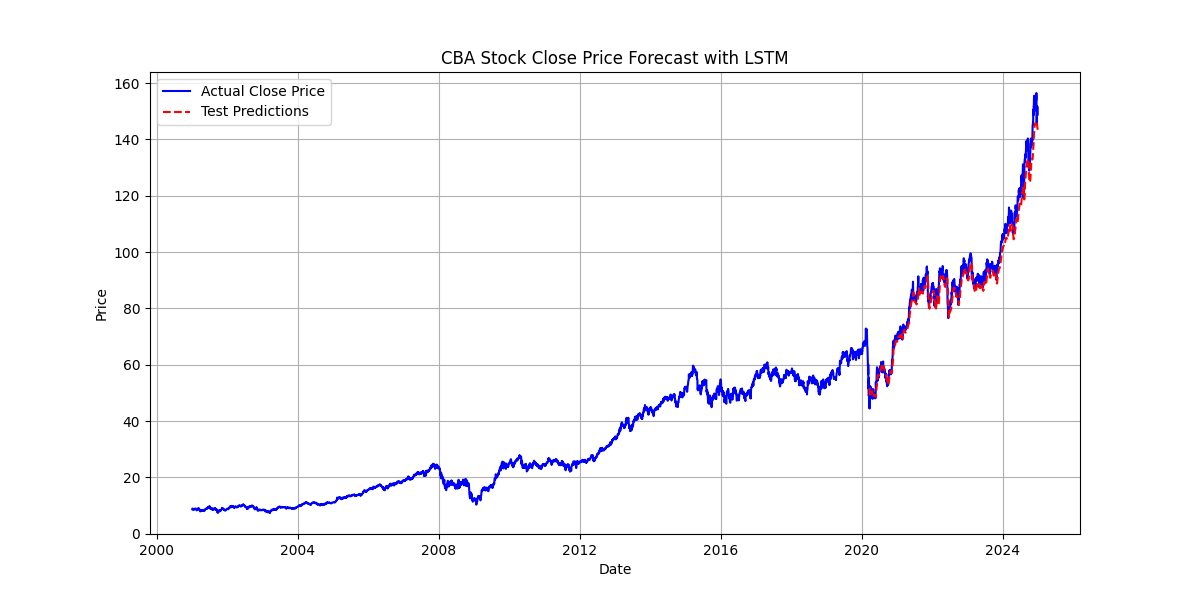 CBA Stock Close Price Forecast with LSTM
Actual Close Price
Test Predictions
160
140
120
100
80
60
40
20
0
Price
2000 2004 2008 2012 2016 2020 2024
Date